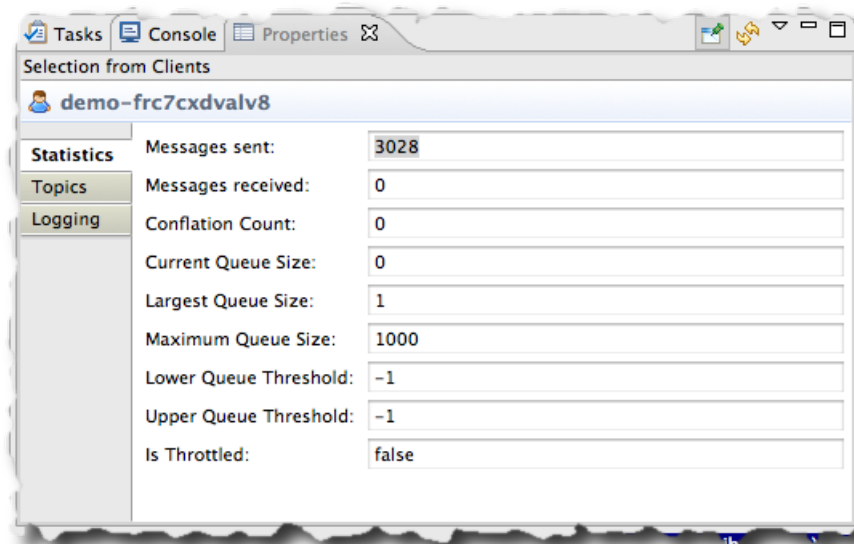 Tasks Console Properties
Selection from Clients
demo-frc7cxdvalv8
Statistics
Topics
Logging
Messages sent: 3028
Messages received: 0
Conflation Count: 0
Current Queue Size: 0
Largest Queue Size: 1
Maximum Queue Size: 1000
Lower Queue Threshold: -1
Upper Queue Threshold: -1
Is Throttled: false